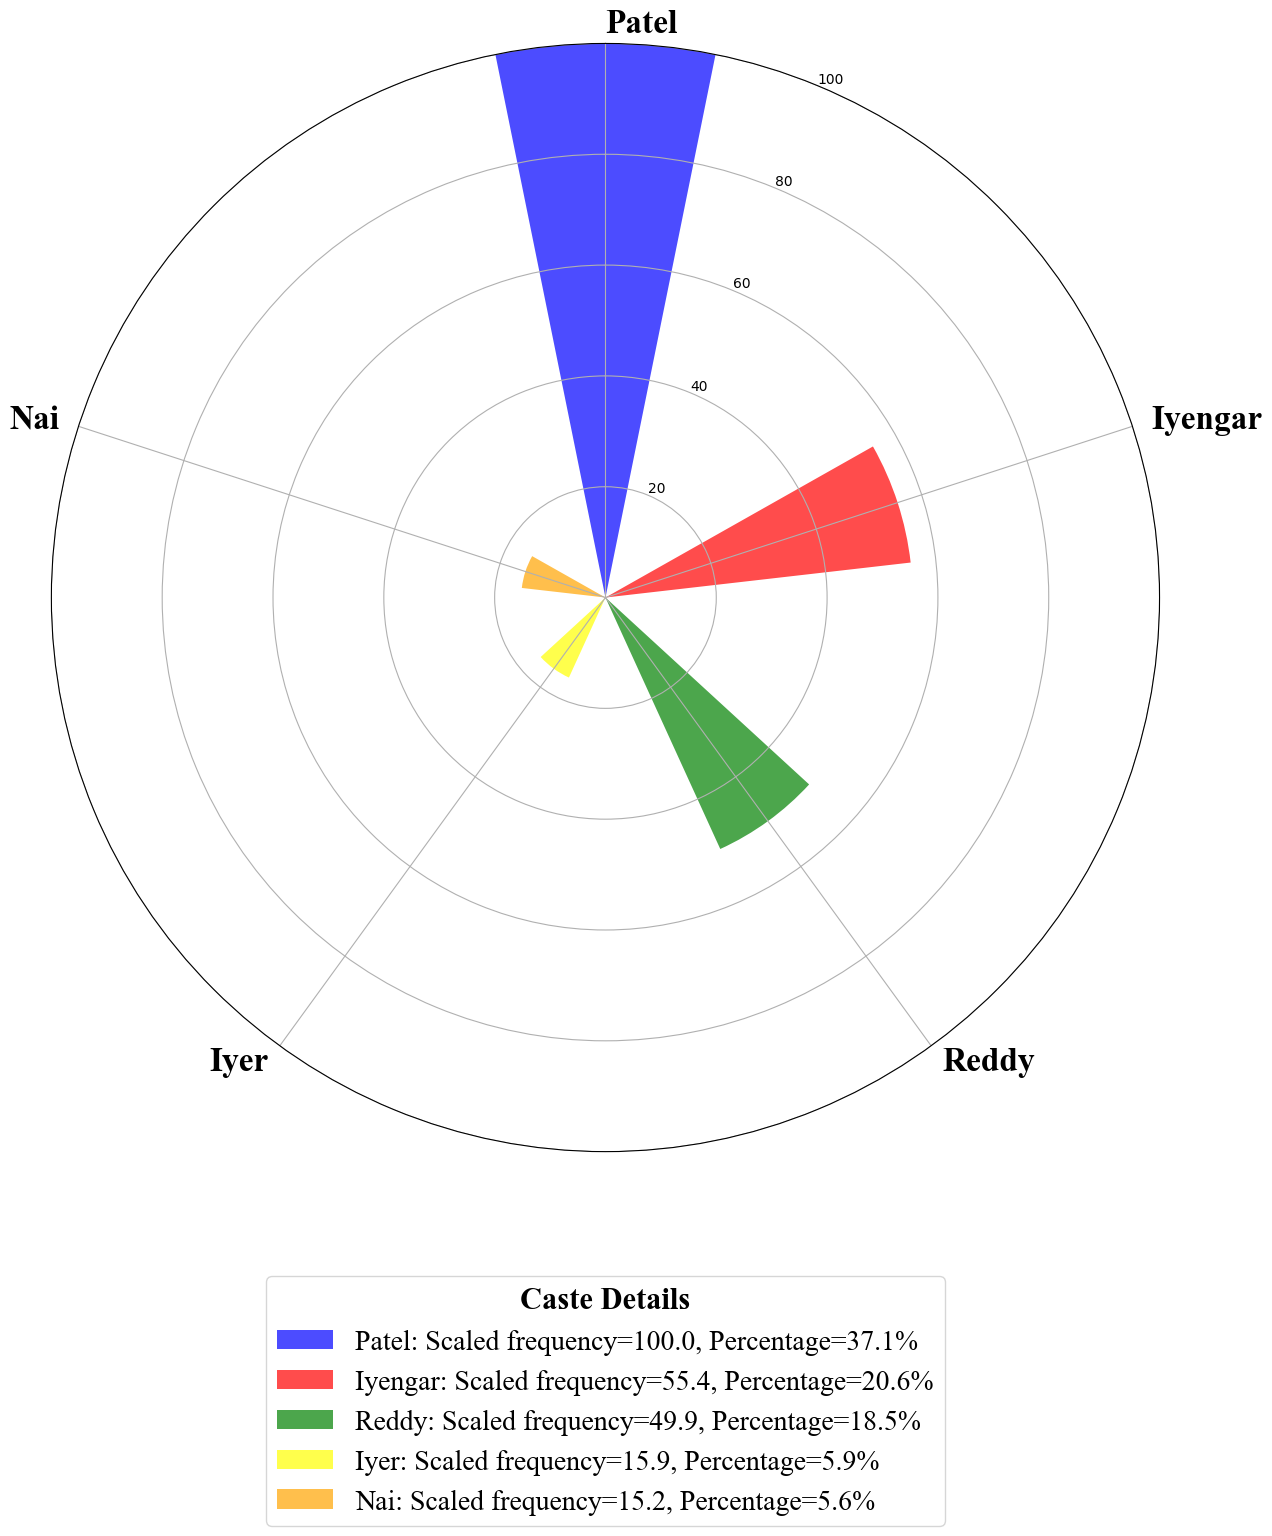 Patel
100
80
60
40
20
Nai
Iyengar
Iyer
Reddy
Caste Details
Patel: Scaled frequency=100.0, Percentage=37.1%
Iyengar: Scaled frequency=55.4, Percentage=20.6%
Reddy: Scaled frequency=49.9, Percentage=18.5%
Iyer: Scaled frequency=15.9, Percentage=5.9%
Nai: Scaled frequency=15.2, Percentage=5.6%